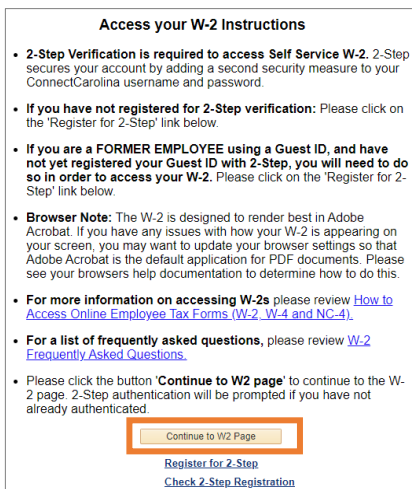 Access your W-2 Instructions
• 2-Step Verification is required to access Self Service W-2. 2-Step
secures your account by adding a second security measure to your
ConnectCarolina username and password.
• If you have not registered for 2-Step verification: Please click on
the 'Register for 2-Step' link below.
• If you are a FORMER EMPLOYEE using a Guest ID, and have
not yet registered your Guest ID with 2-Step, you will need to do
so in order to access your W-2. Please click on the 'Register for 2-
Step' link below.
• Browser Note: The W-2 is designed to render best in Adobe
Acrobat. If you have any issues with how your W-2 is appearing on
your screen, you may want to update your browser settings so that
Adobe Acrobat is the default application for PDF documents. Please
see your browsers help documentation to determine how to do this.
• For more information on accessing W-2s please review How to
Access Online Employee Tax Forms (W-2, W-4 and NC-4).
• For a list of frequently asked questions, please review W-2
Frequently Asked Questions.
• Please click the button 'Continue to W2 page' to continue to the W-
2 page. 2-Step authentication will be prompted if you have not
already authenticated.
Continue to W2 Page
Register for 2-Step
Check 2-Step Registration